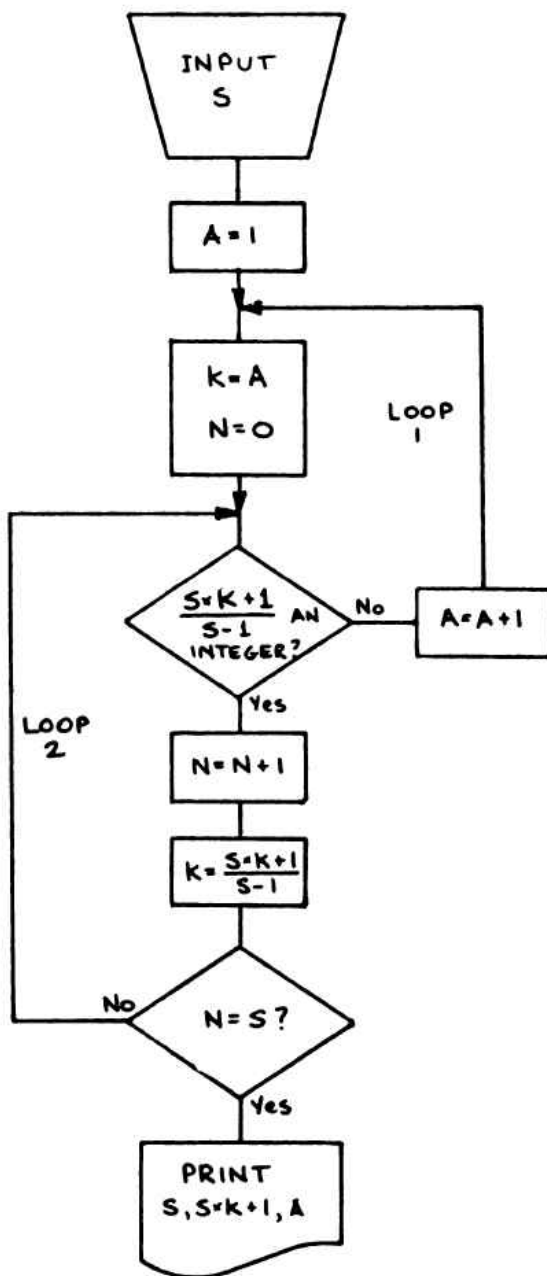 INPUT
S
A = 1
K = A
N = 0
LOOP
1
S*K+1
S-1
AN
INTEGER?
No
A = A + 1
Yes
LOOP
2
N = N + 1
K = S*K+1
S-1
No
N = S ?
Yes
PRINT
S, S*K+1, A